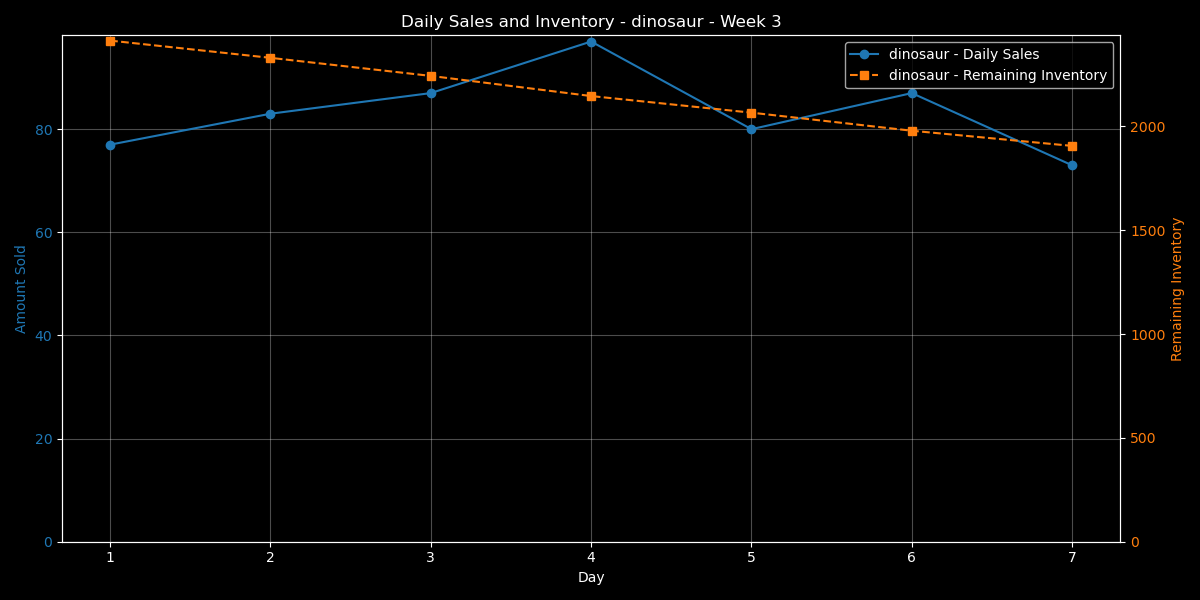 Daily Sales and Inventory - dinosaur - Week 3
dinosaur - Daily Sales
dinosaur - Remaining Inventory
Amount Sold
80
60
40
20
0
2000
1500
1000
500
0
Remaining Inventory
1 2 3 4 5 6 7
Day